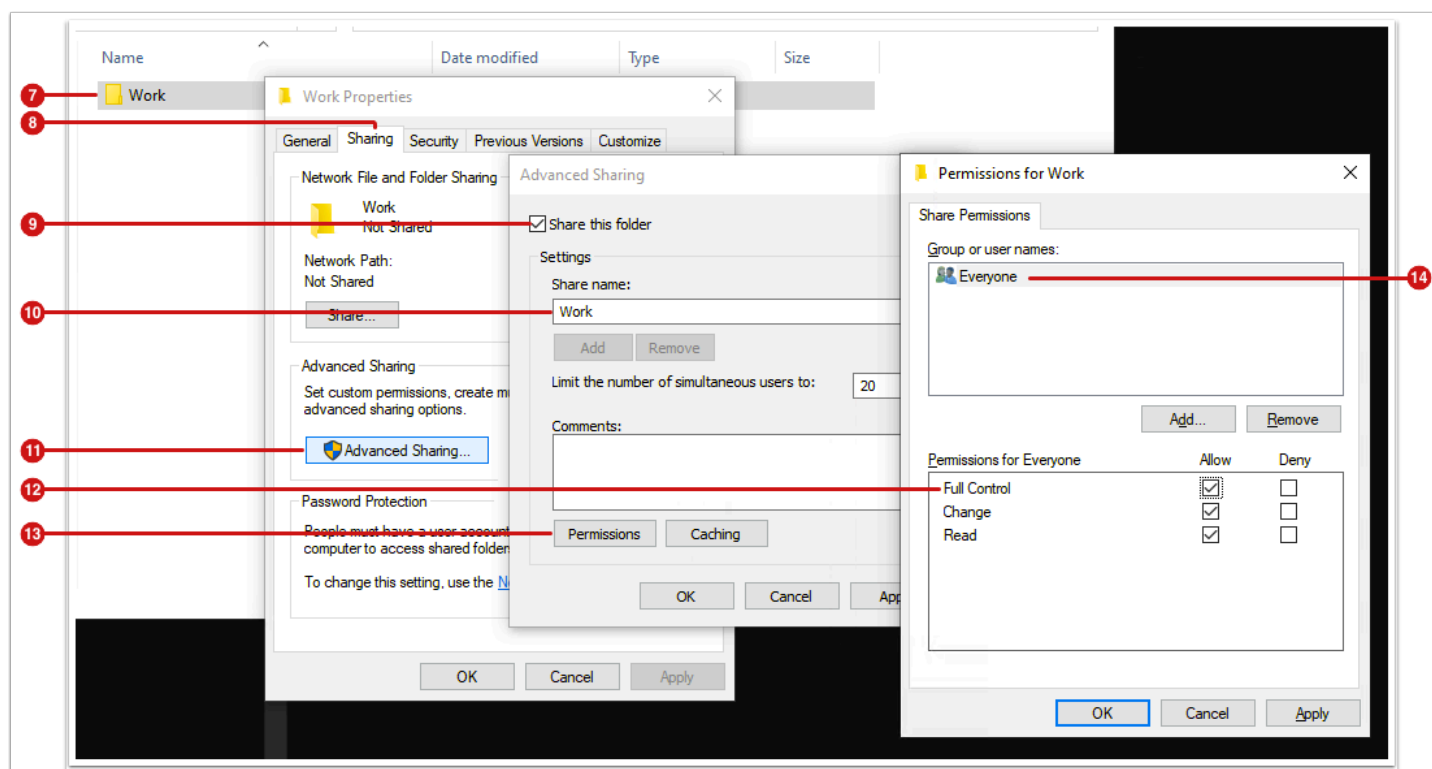 Name
Date modified
Type
Size
7
Work
8
Work Properties
General
Sharing
Security
Previous Versions
Customize
Network File and Folder Sharing
Work
Not Shared
9
Network Path:
Not Shared
10
Share...
Advanced Sharing
Set custom permissions, create mu
advanced sharing options.
11
Advanced Sharing...
12
Password Protection
13
People must have a user account
computer to access shared folder
To change this setting, use the
OK
Cancel
Apply
Advanced Sharing
Share this folder
Settings
Share name:
Work
Add
Remove
Limit the number of simultaneous users to:
20
Comments:
Permissions
Caching
OK
Cancel
App
Permissions for Work
Share Permissions
Group or user names:
Everyone
14
Add...
Remove
Permissions for Everyone
Allow
Deny
Full Control
Change
Read
OK
Cancel
Apply